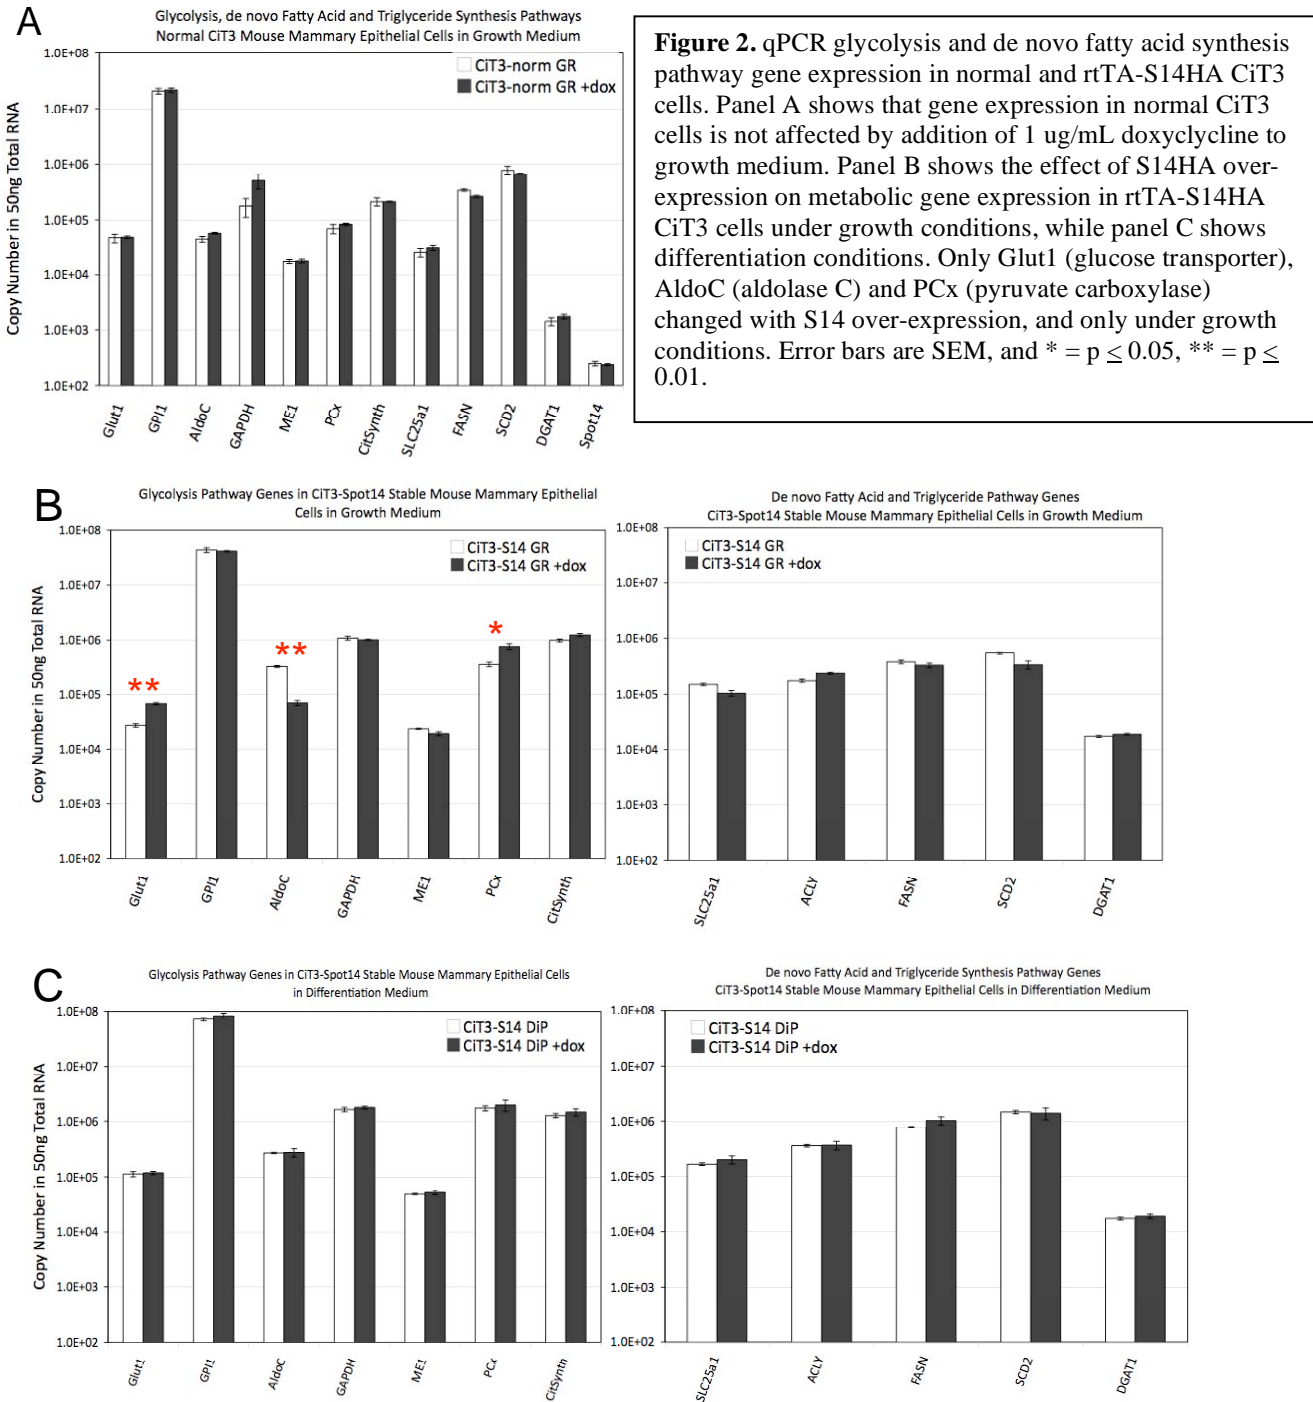 A
Glycolysis, de novo Fatty Acid and Triglyceride Synthesis Pathways
Normal CiT3 Mouse Mammary Epithelial Cells in Growth Medium
Copy Number in 50ng Total RNA
1.0E+08
1.0E+07
1.0E+06
1.0E+05
1.0E+04
1.0E+03
1.0E+02
CiT3-norm GR
CiT3-norm GR +dox
Glut1
GPI1
AldoC
GAPDH
ME1
PCx
CitSynth
SLC25a1
FASN
SCD2
DGAT1
Spot14
Figure 2. qPCR glycolysis and de novo fatty acid synthesis
pathway gene expression in normal and rtTA-S14HA CiT3
cells. Panel A shows that gene expression in normal CiT3
cells is not affected by addition of 1 ug/mL doxyclycline to
growth medium. Panel B shows the effect of S14HA over-
expression on metabolic gene expression in rtTA-S14HA
CiT3 cells under growth conditions, while panel C shows
differentiation conditions. Only Glut1 (glucose transporter),
AldoC (aldolase C) and PCx (pyruvate carboxylase)
changed with S14 over-expression, and only under growth
conditions. Error bars are SEM, and * = p ≤ 0.05, ** = p ≤
0.01.
B
Glycolysis Pathway Genes in CiT3-Spot14 Stable Mouse Mammary Epithelial
Cells in Growth Medium
Copy Number in 50ng Total RNA
1.0E+08
1.0E+07
1.0E+06
1.0E+05
1.0E+04
1.0E+03
1.0E+02
CiT3-S14 GR
CiT3-S14 GR +dox
**
**
*
Glut1
GPI1
AldoC
GAPDH
ME1
PCx
CitSynth
De novo Fatty Acid and Triglyceride Pathway Genes
CiT3-Spot14 Stable Mouse Mammary Epithelial Cells in Growth Medium
1.0E+08
1.0E+07
1.0E+06
1.0E+05
1.0E+04
1.0E+03
1.0E+02
CiT3-S14 GR
CiT3-S14 GR +dox
SLC25a1
ACLY
FASN
SCD2
DGAT1
C
Glycolysis Pathway Genes in CiT3-Spot14 Stable Mouse Mammary Epithelial Cells
in Differentiation Medium
Copy Number in 50ng Total RNA
1.0E+08
1.0E+07
1.0E+06
1.0E+05
1.0E+04
1.0E+03
1.0E+02
CiT3-S14 DiP
CiT3-S14 DiP +dox
Glut1
GPI1
AldoC
GAPDH
ME1
PCx
CitSynth
De novo Fatty Acid and Triglyceride Synthesis Pathway Genes
CiT3-Spot14 Stable Mouse Mammary Epithelial Cells in Differentiation Medium
1.0E+08
1.0E+07
1.0E+06
1.0E+05
1.0E+04
1.0E+03
1.0E+02
CiT3-S14 DiP
CiT3-S14 DiP +dox
SLC25a1
ACLY
FASN
SCD2
DGAT1